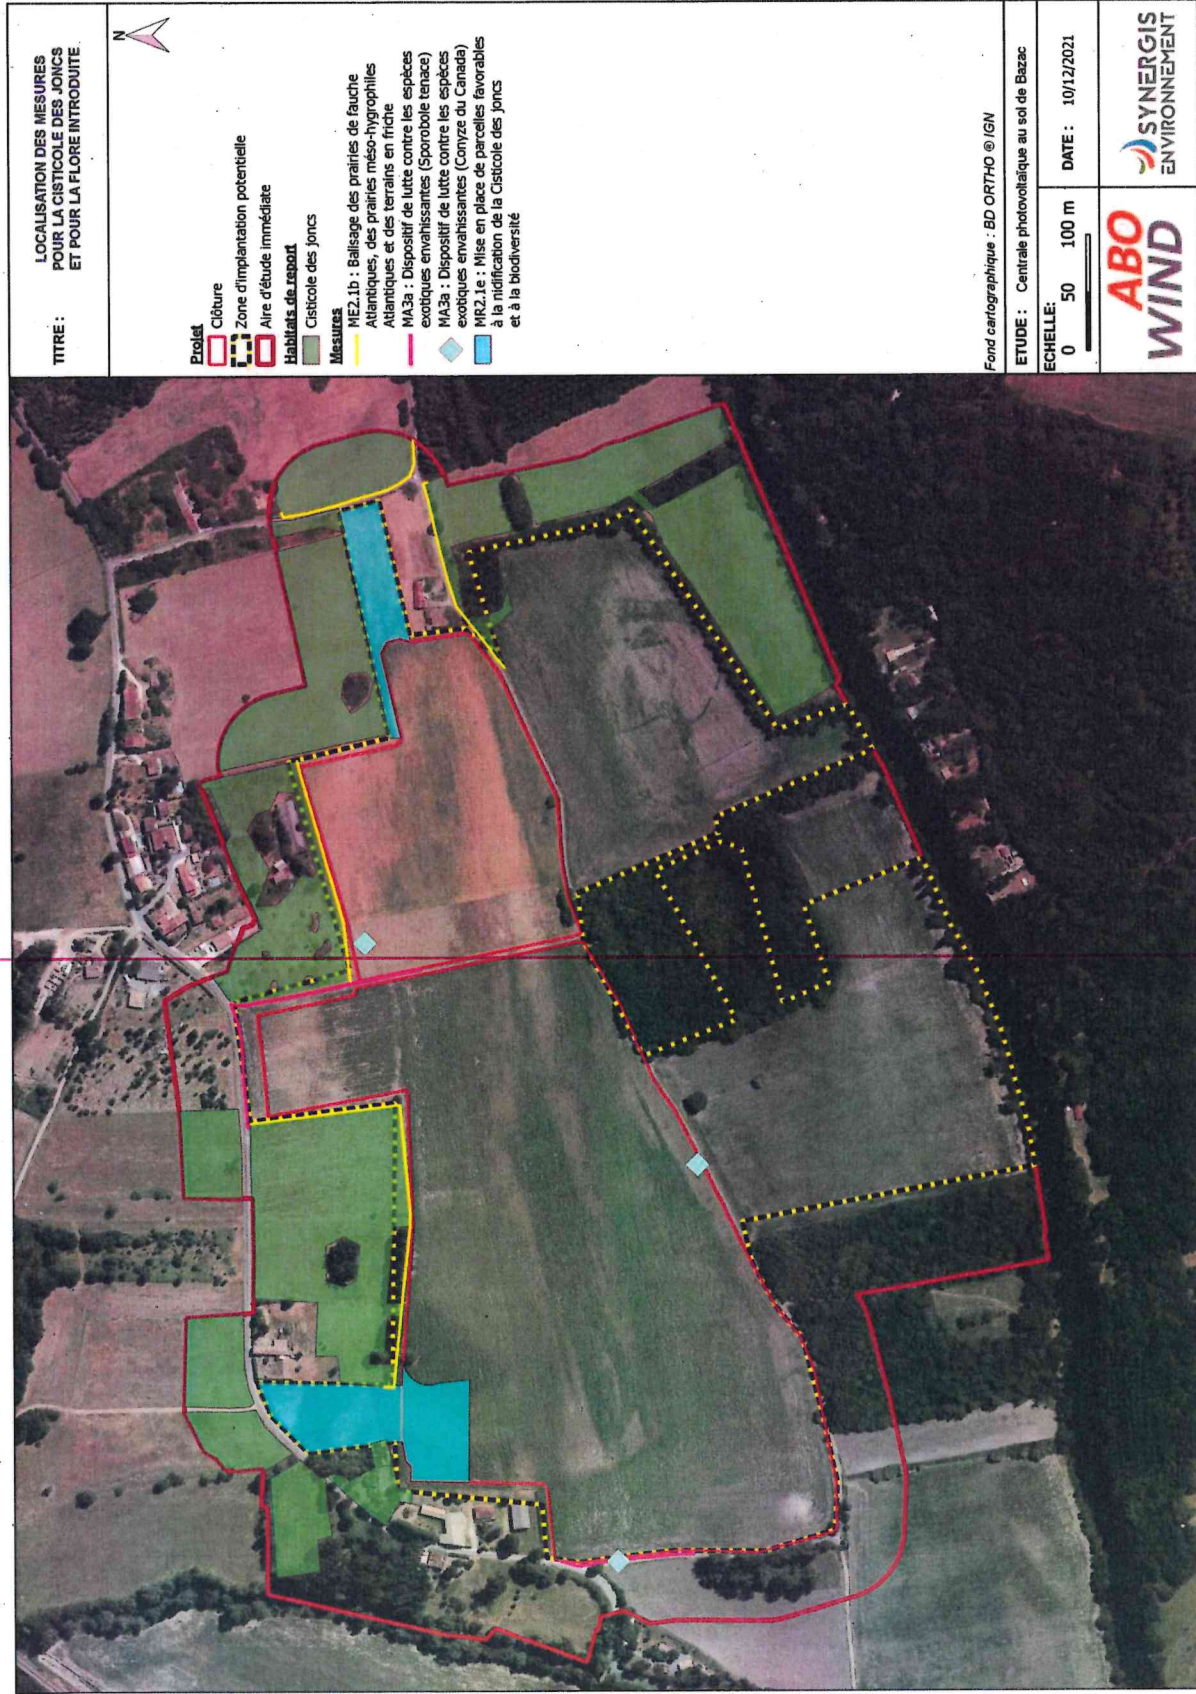 TITRE :
LOCALISATION DES MESURES
POUR LA CISTICOLE DES JONCS
ET POUR LA FLORE INTRODUITE
N
Projet
Clôture
Zone d'implantation potentielle
Aire d'étude immédiate
Habitats de report
Cisticole des joncs
Mesures
ME2.1b : Balisage des prairies de fauche
Atlantiques, des prairies méso-hygrophiles
Atlantiques et des terrains en friche
MA3a : Dispositif de lutte contre les espèces
exotiques envahissantes (Sporobole tenace)
MA3a : Dispositif de lutte contre les espèces
exotiques envahissantes (Conyze du Canada)
MR2.1e : Mise en place de parcelles favorables
à la nidification de la Cisticole des joncs
et à la biodiversité
Fond cartographique : BD ORTHO ® IGN
ETUDE : Centrale photovoltaïque au sol de Bazac
ECHELLE:
0 50 100 m
DATE : 10/12/2021
ABO
WIND
SYNERGIS
ENVIRONNEMENT